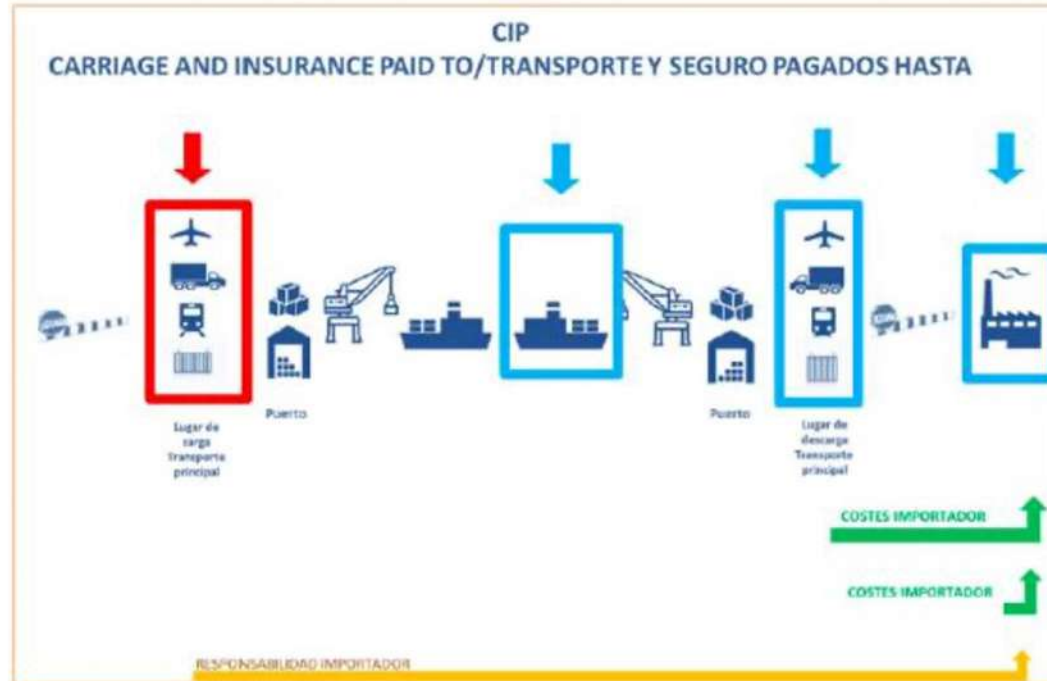 CIP
CARRIAGE AND INSURANCE PAID TO/TRANSPORTE Y SEGURO PAGADOS HASTA
Puerto
Puerto
Lugar de
carga
Transporte
principal
Lugar de
descarga
Transporte
principal
COSTES IMPORTADOR
COSTES IMPORTADOR
RESPONSABILIDAD IMPORTADOR